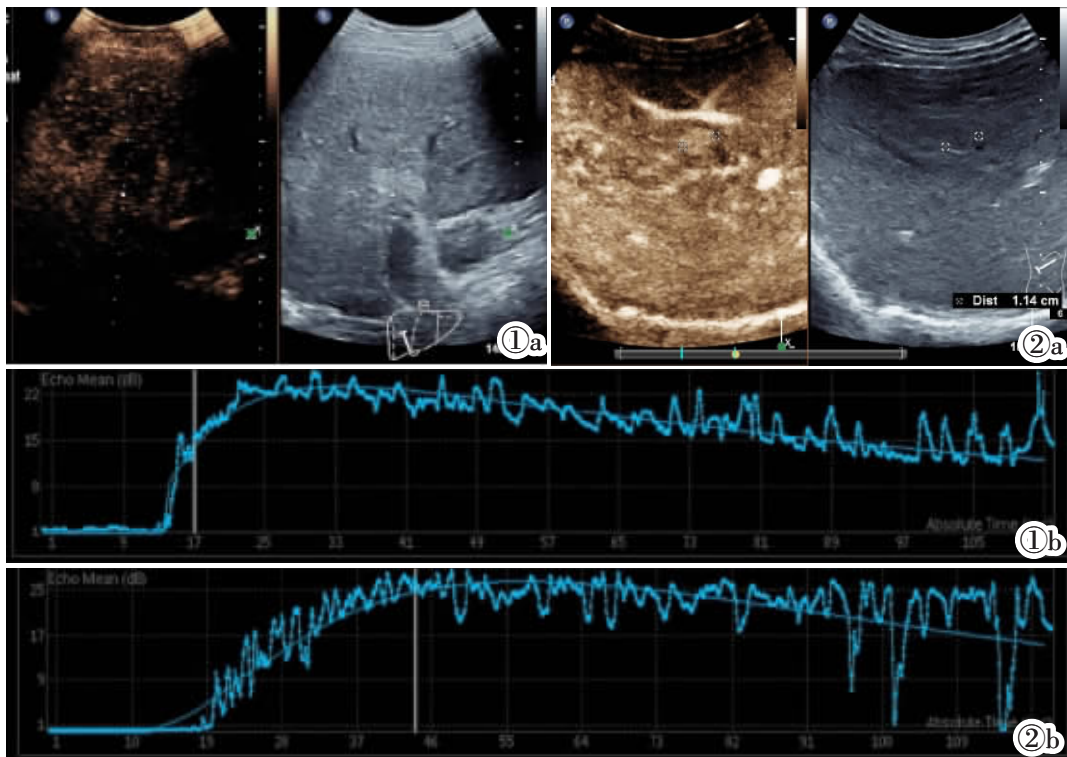 ①a
Dist 1.14 cm
②a
Echo Mean (dB)
22
15
8
1
1 9 17 25 33 41 49 57 65 73 81 89 97 105
Absolute Time
①b
Echo Mean (dB)
25
17
9
1
1 10 19 28 37 46 55 64 73 82 91 100 109
Absolute Time
②b